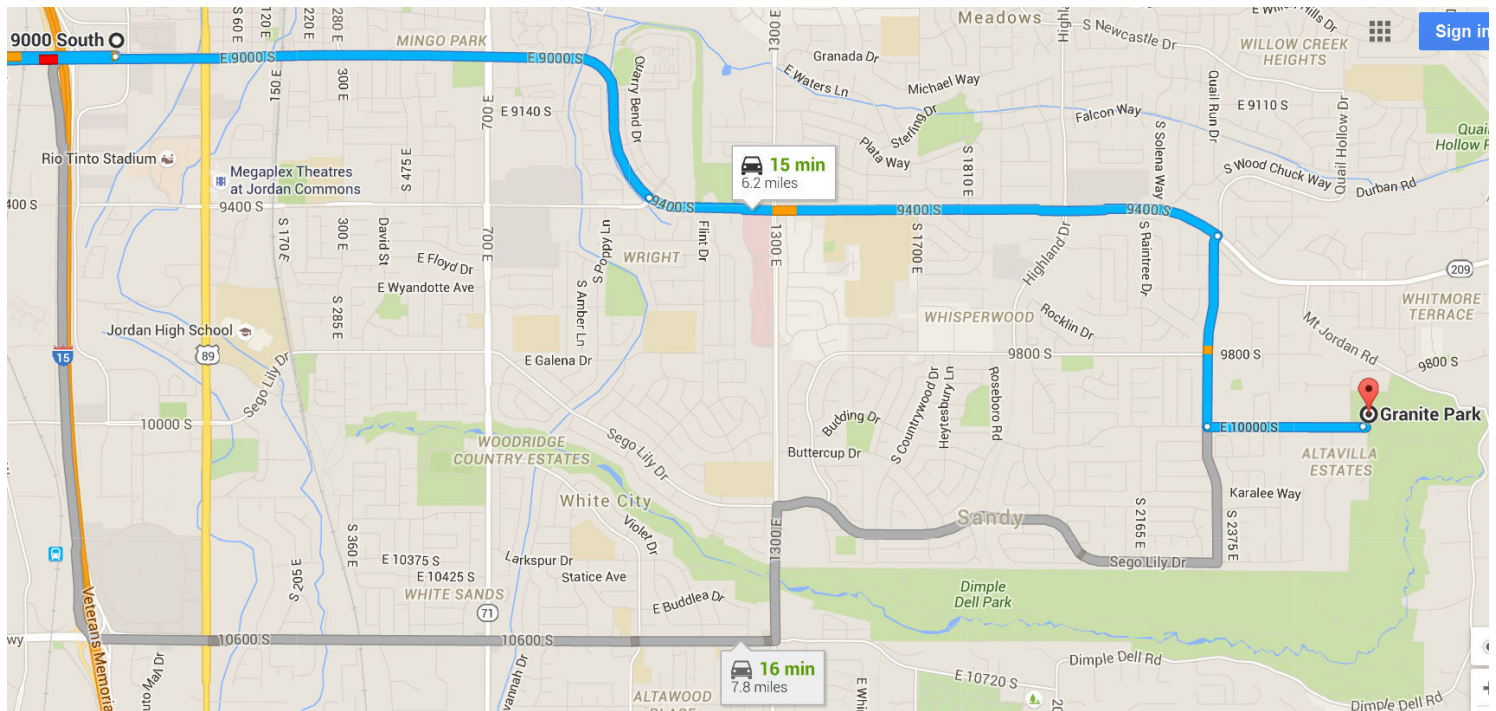 9000 South
S 60 E
120 E
220 E
280 E
MINGO PARK
1300 E
Meadows
S Newcastle Dr
WILLOW CREEK
HEIGHTS
Sign in
E 9000 S
E 9000 S
150 E
300 E
700 E
E 9140 S
Quarry Bend Dr
Granada Dr
E Waters Ln
Michael Way
Sterling Dr
Plata Way
Falcon Way
Quail Run Dr
E 9110 S
Quail Hollow Dr
S Solena Way
S Wood Chuck Way
Durban Rd
Rio Tinto Stadium
Megaplex Theatres
at Jordan Commons
S 475 E
15 min
6.2 miles
S 1810 E
400 S
9400 S
9400 S
9400 S
9400 S
S 170 E
300 E
David St
700 E
E Floyd Dr
E Wyandotte Ave
S 285 E
S Poppy Ln
S Amber Ln
WRIGHT
Flint Dr
1300 E
S 1700 E
Highland Dr
S Raintree Dr
209
WHITMORE
TERRACE
Jordan High School
89
15
WHISPERWOOD
Rocklin Dr
Mt Jordan Rd
E Galena Dr
9800 S
9800 S
9800 S
Sego Lily Dr
10000 S
S Countrywood Dr
Heytesbury Ln
Roseboro Rd
Budding Dr
Buttercup Dr
Granite Park
E 10000 S
ALTAVILLA
ESTATES
WOODRIDGE
COUNTRY ESTATES
Sego Lily Dr
White City
Violet Dr
Karalee Way
S 2165 E
S 2375 E
Sandy
1300 E
S 360 E
S 205 E
E 10375 S
E 10425 S
WHITE SANDS
Larkspur Dr
Statice Ave
E Buddlea Dr
71
Sego Lily Dr
Dimple
Dell Park
Veterans Memorial
wy
10600 S
10600 S
16 min
7.8 miles
ALTAWOOD
E 10720 S
Dimple Dell Rd
Dimple Dell Rd